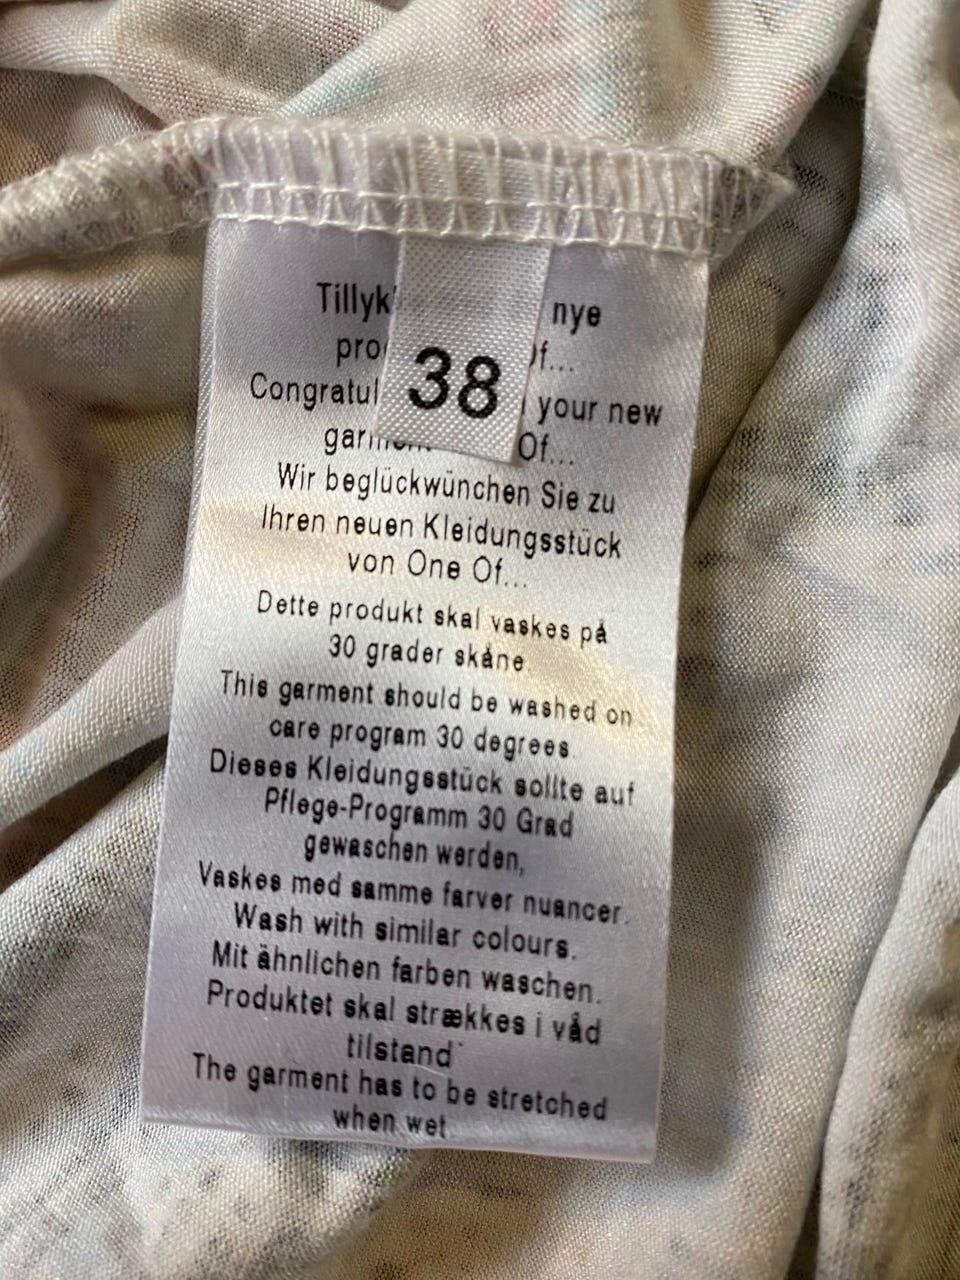 38
nye
Of...
your new
Of...
Wir beglückwünchen Sie zu
Ihren neuen Kleidungsstück
von One Of...
Dette produkt skal vaskes på
30 grader skåne
This garment should be washed on
care program 30 degrees.
Dieses Kleidungsstück sollte auf
Pflege-Programm 30 Grad
gewaschen werden,
Vaskes med samme farver nuancer.
Wash with similar colours.
Mit ähnlichen farben waschen.
Produktet skal strækkes i våd
tilstand
The garment has to be stretched
when wet